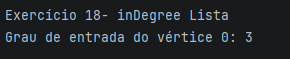 Exercício 18- inDegree Lista
Grau de entrada do vértice 0: 3